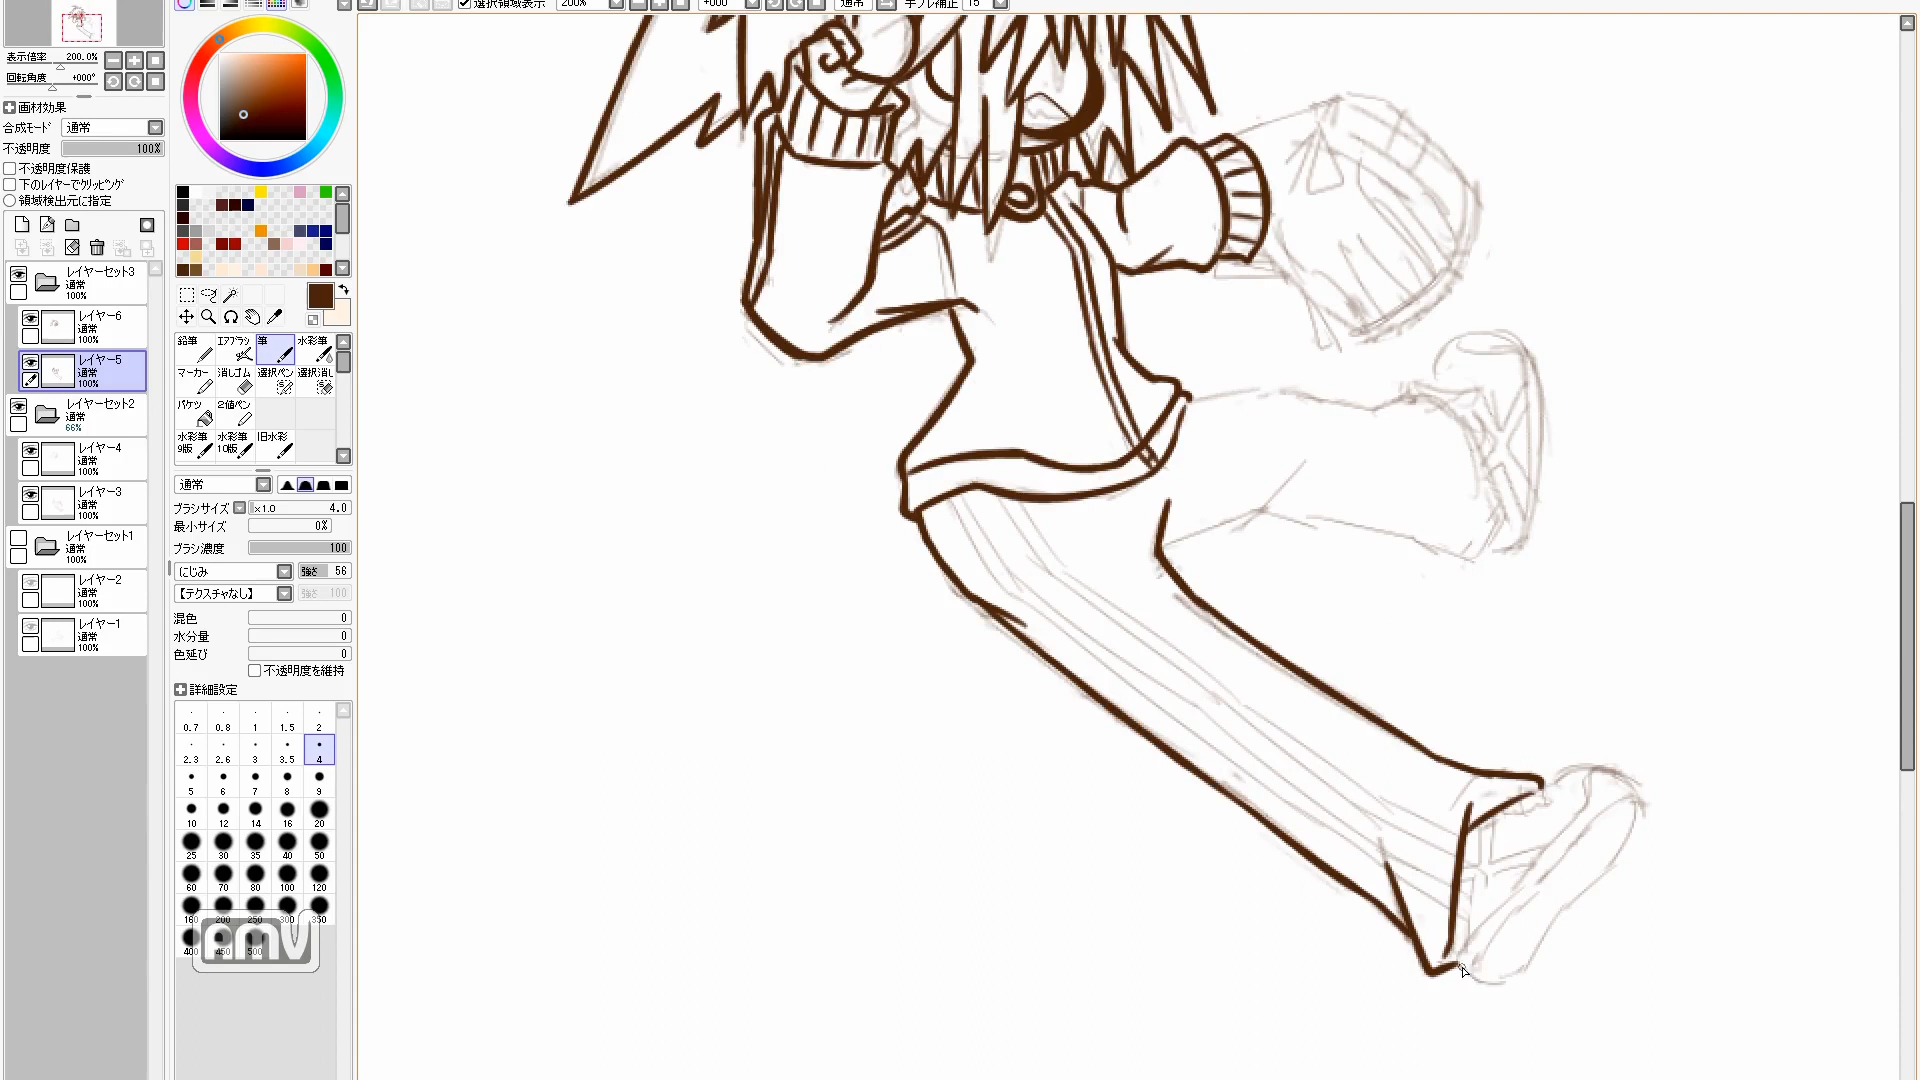 選択領域表示 200% +000° 通常 手ブレ補正 15
表示倍率 200.0%
回転角度 +000°
画材効果
合成モード 通常
不透明度 100%
不透明度保護
下のレイヤーでクリッピング
領域検出元に指定
レイヤーセット3
通常
100%
レイヤー6
通常
100%
レイヤー5
通常
100%
レイヤーセット2
通常
66%
レイヤー4
通常
100%
レイヤー3
通常
100%
レイヤーセット1
通常
100%
レイヤー2
通常
100%
レイヤー1
通常
100%
鉛筆 エアブラシ 筆 水彩筆
マーカー 消しゴム 選択ペン 選択消し
バケツ 2値ペン
水彩筆 水彩筆 旧水彩
9版 10版
通常
ブラシサイズ ×1.0 4.0
最小サイズ 0%
ブラシ濃度 100
にじみ 強さ 56
【テクスチャなし】 強さ 100
混色 0
水分量 0
色延び 0
不透明度を維持
詳細設定
0.7 0.8 1 1.5 2
2.3 2.6 3 3.5 4
5 6 7 8 9
10 12 14 16 20
25 30 35 40 50
60 70 80 100 120
160 200 250 300 350
400 450 500
AMV